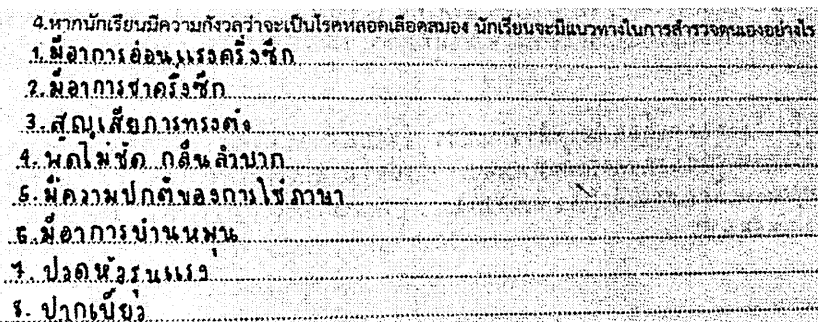 4.หากนักเรียนมีความกังวลว่าจะเป็นโรคหลอดเลือดสมอง นักเรียนจะมีแนวทางในการสำรวจตนเองอย่างไร
1. มีอาการอ่อนแรงครึ่งซีก
2. มีอาการชาครึ่งซีก
3. สูญเสียการทรงตัว
4. พูดไม่ชัด กลืนลำบาก
5. มีความปกติของการใช้ภาษา
6. มีอาการบ้านหมุน
7. ปวดหัวรุนแรง
8. ปากเบี้ยว